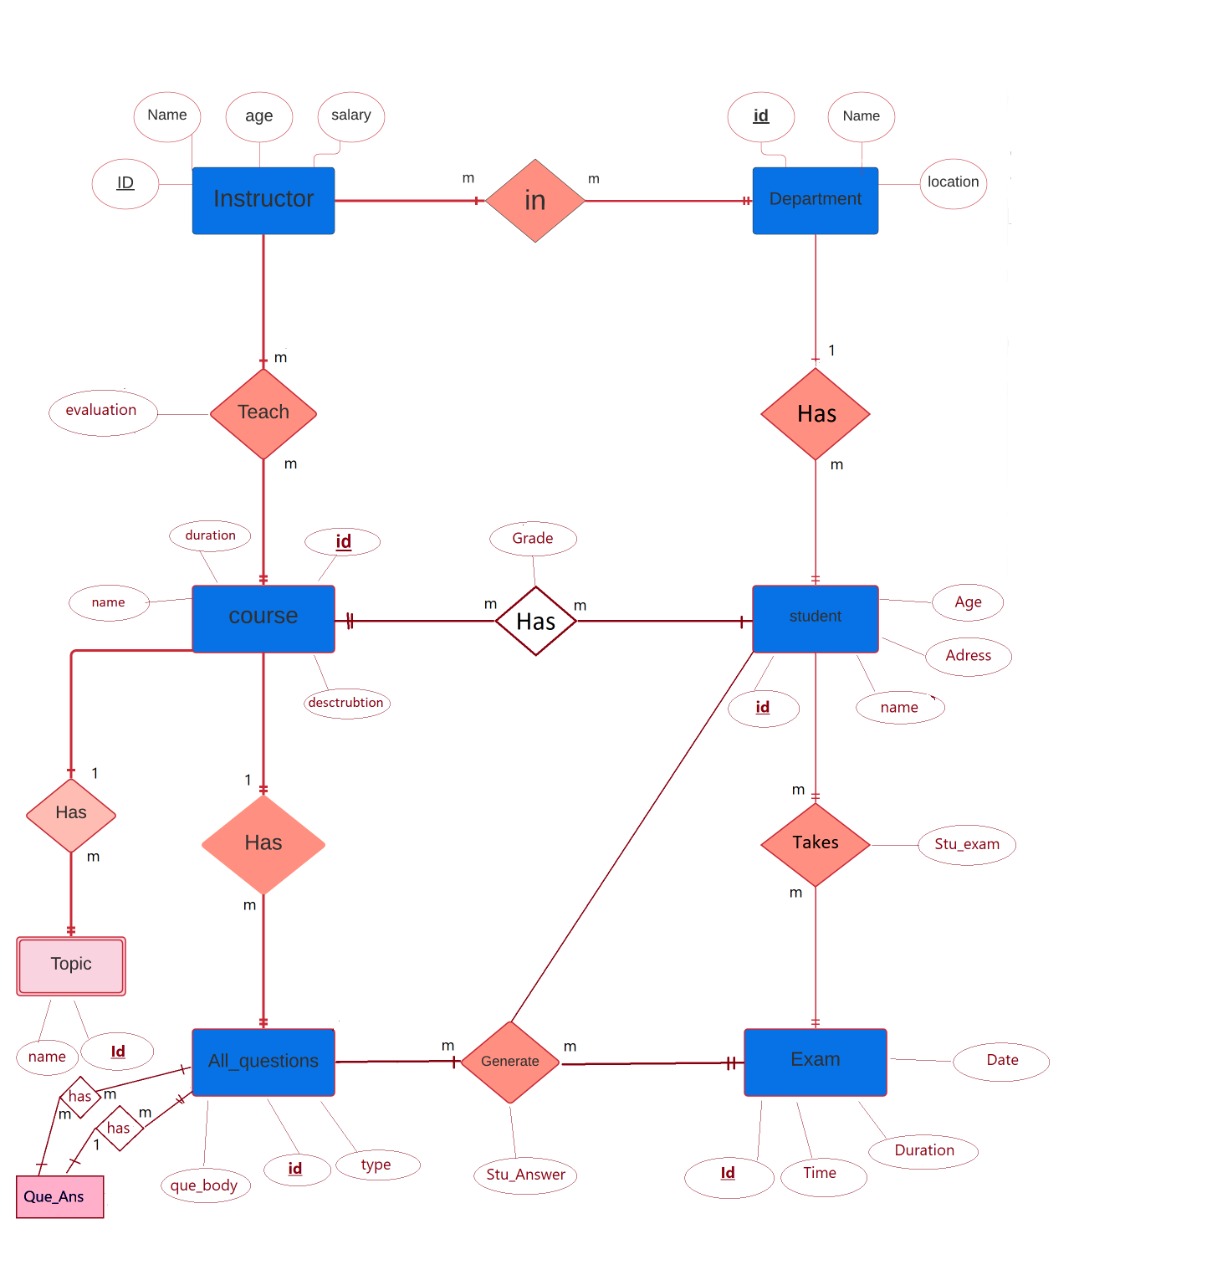 Name
age
salary
id
Name
ID
Instructor
m
in
m
Department
location
m
1
evaluation
Teach
Has
m
m
duration
id
Grade
name
course
m
Has
m
student
Age
Adress
desctrubtion
id
name
1
1
m
Has
Has
Takes
Stu_exam
m
m
m
Topic
name
Id
All_questions
m
Generate
m
Exam
Date
has
m
m
has
m
1
que_body
id
type
Stu_Answer
Id
Time
Duration
Que_Ans